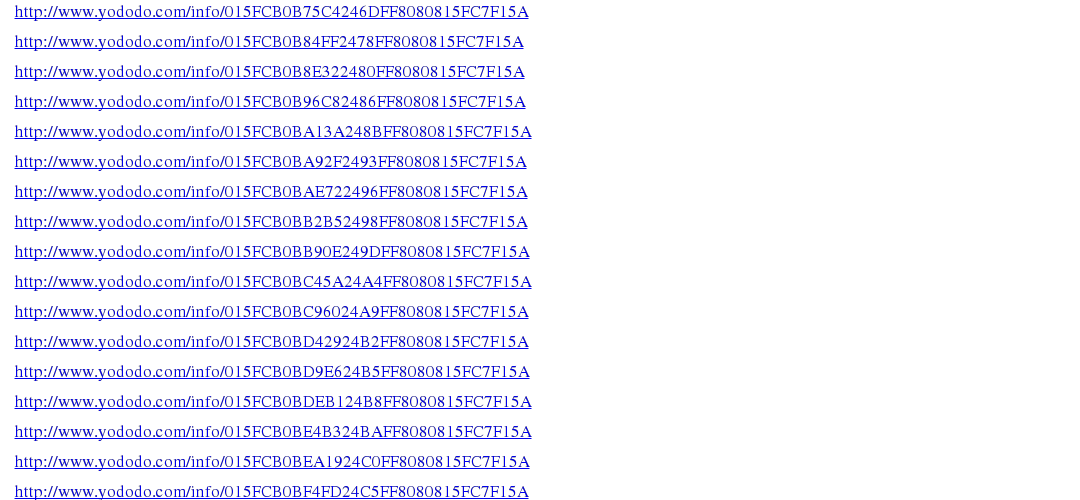 http://www.yododo.com/info/015FCB0B75C4246DFF8080815FC7F15A
http://www.yododo.com/info/015FCB0B84FF2478FF8080815FC7F15A
http://www.yododo.com/info/015FCB0B8E322480FF8080815FC7F15A
http://www.yododo.com/info/015FCB0B96C82486FF8080815FC7F15A
http://www.yododo.com/info/015FCB0BA13A248BFF8080815FC7F15A
http://www.yododo.com/info/015FCB0BA92F2493FF8080815FC7F15A
http://www.yododo.com/info/015FCB0BAE722496FF8080815FC7F15A
http://www.yododo.com/info/015FCB0BB2B52498FF8080815FC7F15A
http://www.yododo.com/info/015FCB0BB90E249DFF8080815FC7F15A
http://www.yododo.com/info/015FCB0BC45A24A4FF8080815FC7F15A
http://www.yododo.com/info/015FCB0BC96024A9FF8080815FC7F15A
http://www.yododo.com/info/015FCB0BD42924B2FF8080815FC7F15A
http://www.yododo.com/info/015FCB0BD9E624B5FF8080815FC7F15A
http://www.yododo.com/info/015FCB0BDEB124B8FF8080815FC7F15A
http://www.yododo.com/info/015FCB0BE4B324BAFF8080815FC7F15A
http://www.yododo.com/info/015FCB0BEA1924C0FF8080815FC7F15A
http://www.yododo.com/info/015FCB0BF4FD24C5FF8080815FC7F15A